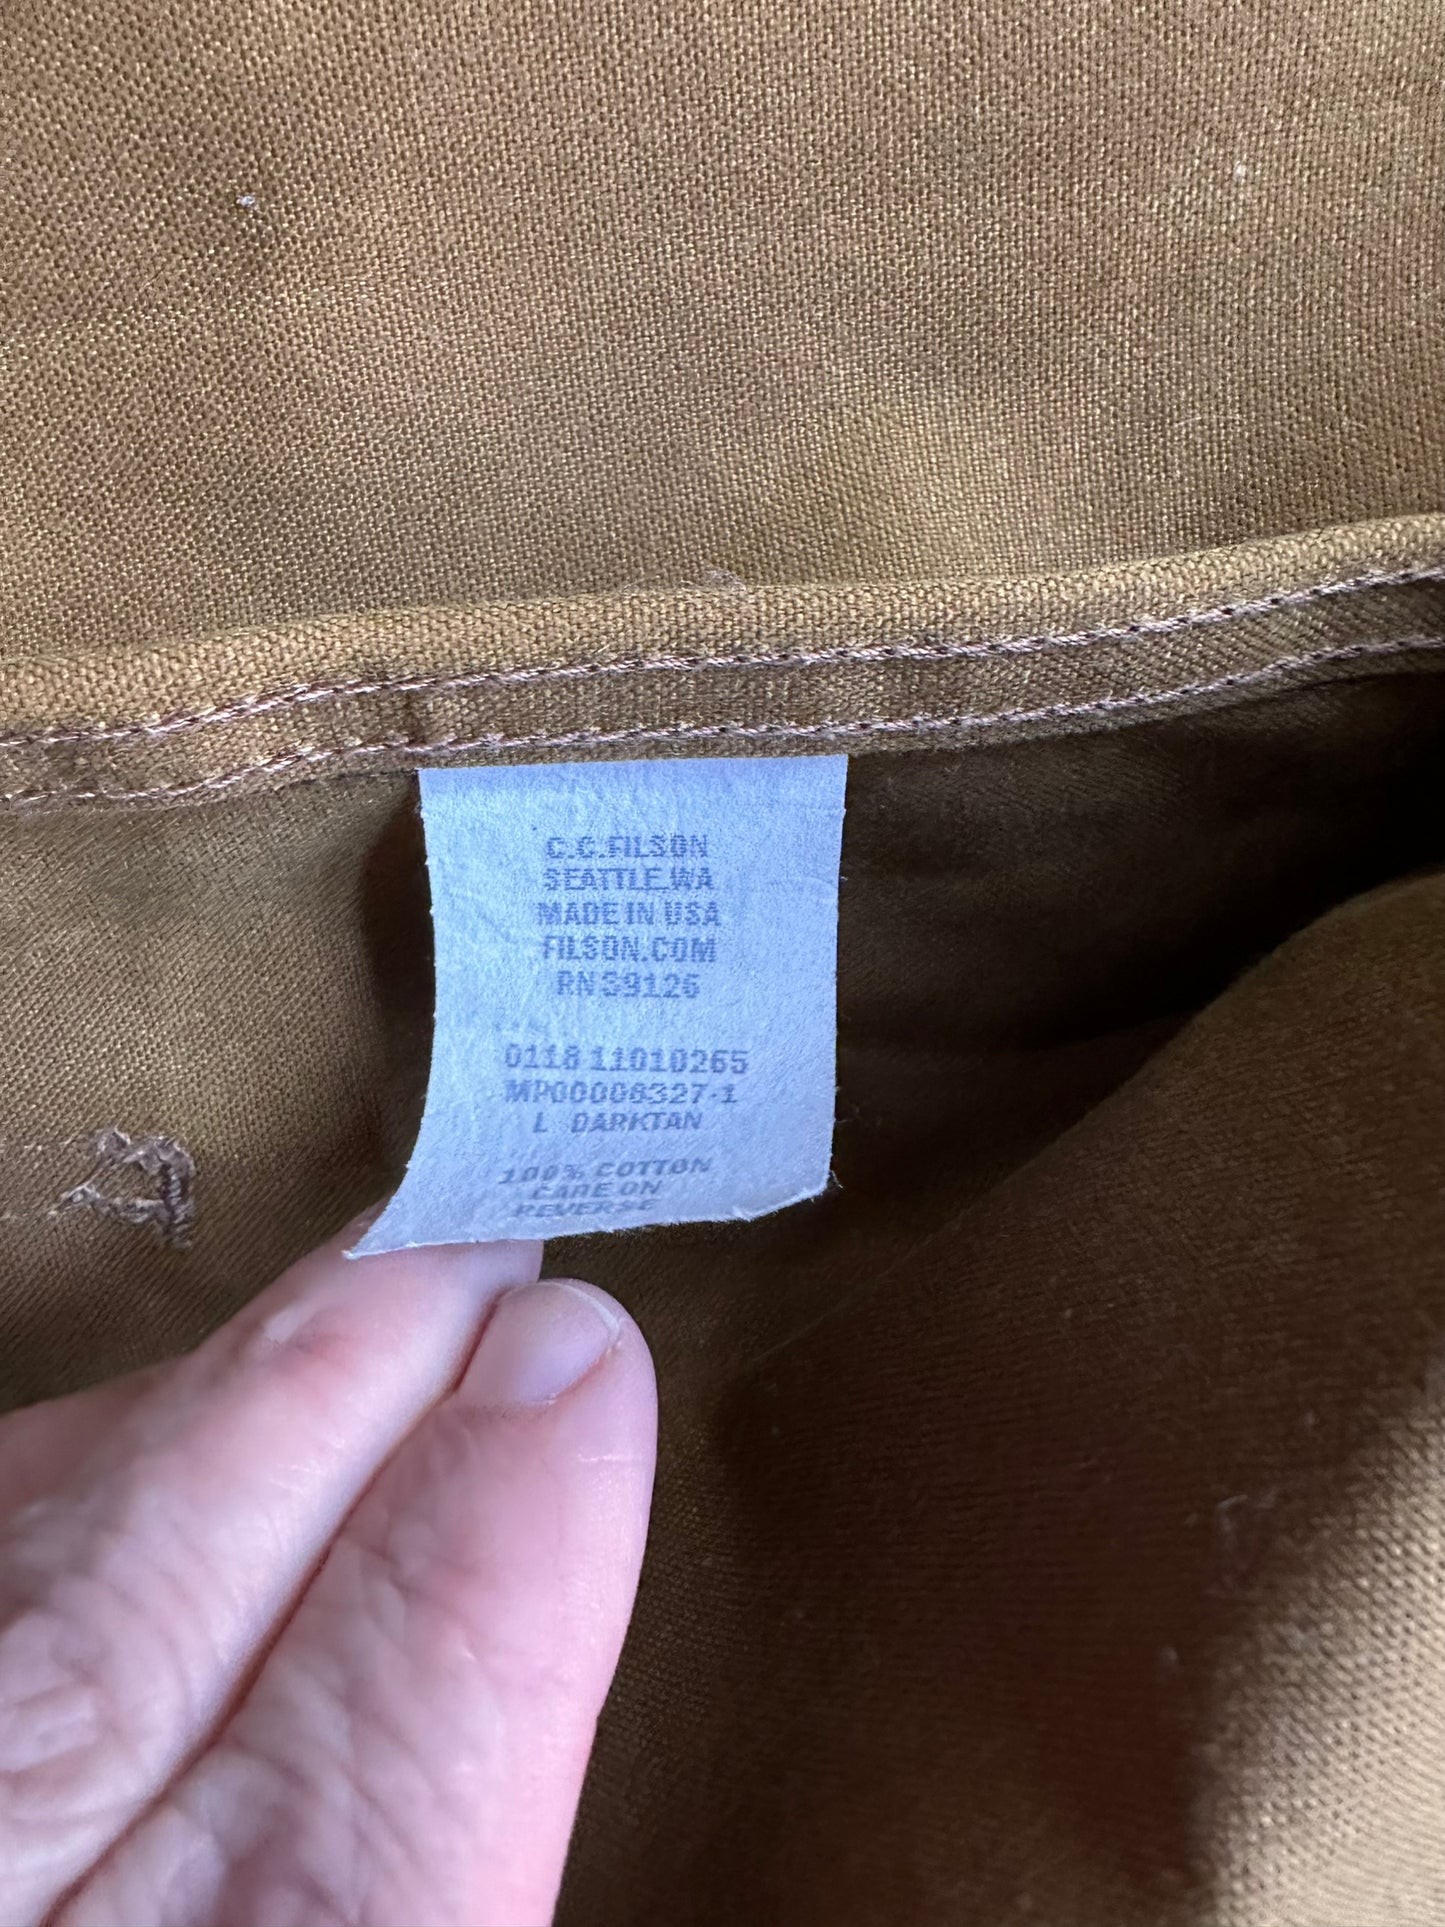 C.C.FILSON
SEATTLE WA
MADE IN USA
FILSON.COM
RN 39126
0118 11010265
MP00006327-1
L DARKTAN
100% COTTON
CARE ON
REVERSE